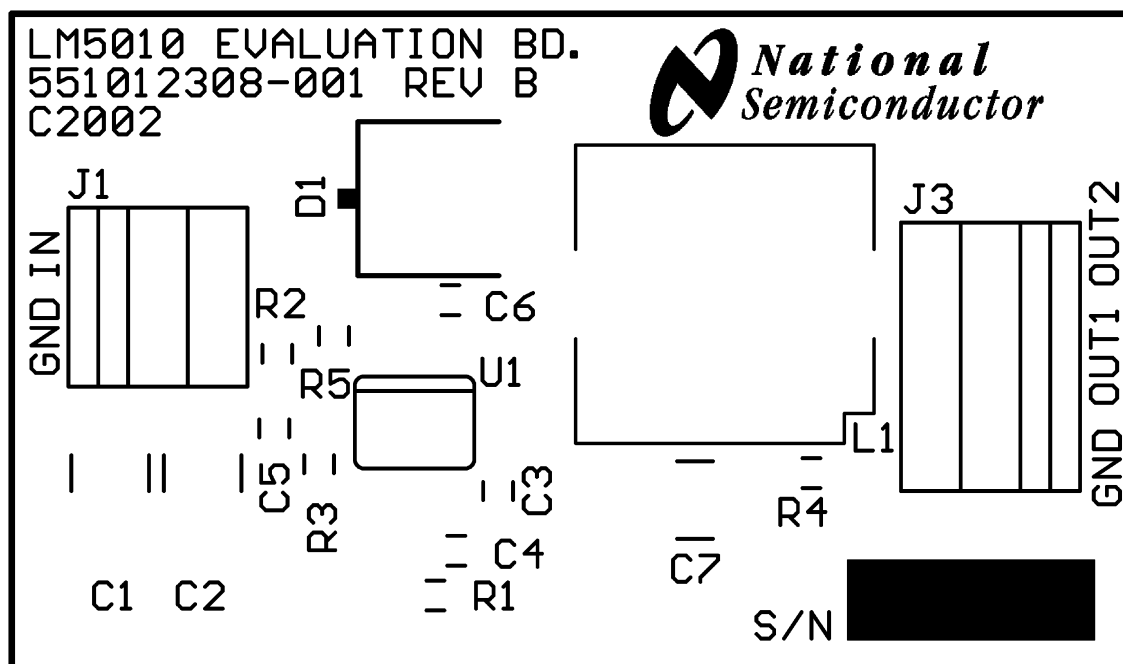 LM5010 EVALUATION BD.
551012308-001 REV B
C2002
National
Semiconductor
J1
D1
J3
GND IN
GND OUT1 OUT2
R2
C6
R5
U1
L1
C5
R3
C3
R4
C4
C7
C1
C2
R1
S/N